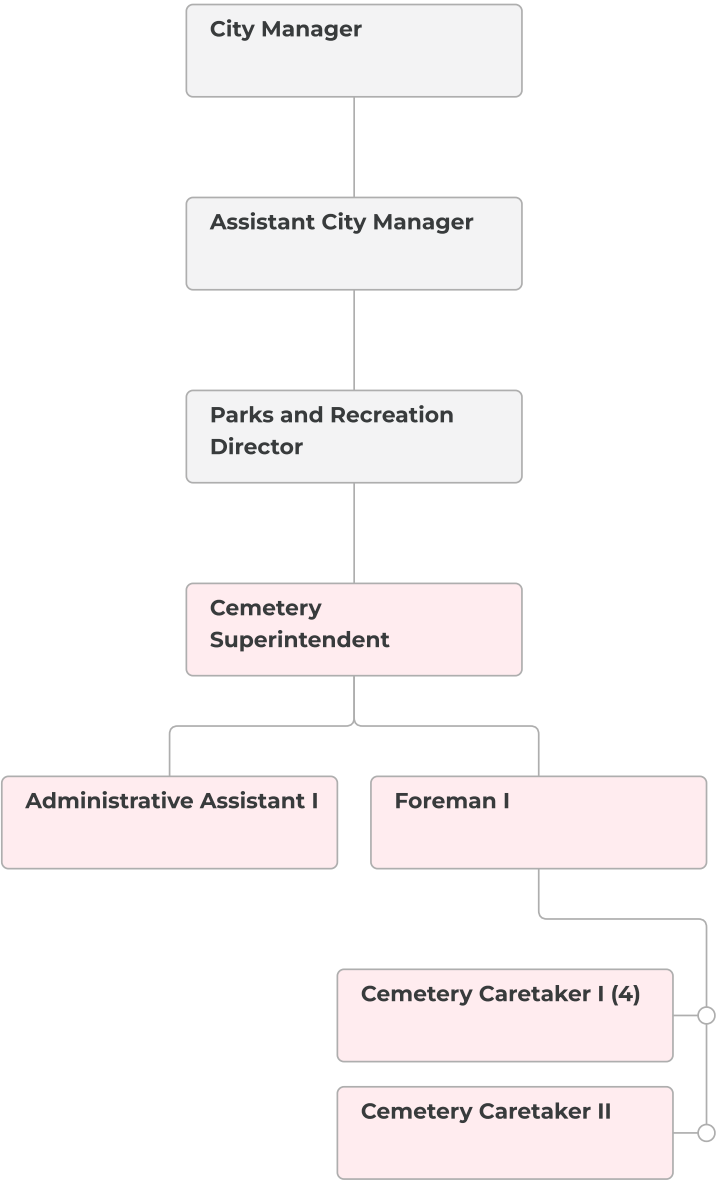 City Manager
Assistant City Manager
Parks and Recreation
Director
Cemetery
Superintendent
Administrative Assistant I
Foreman I
Cemetery Caretaker I (4)
Cemetery Caretaker II